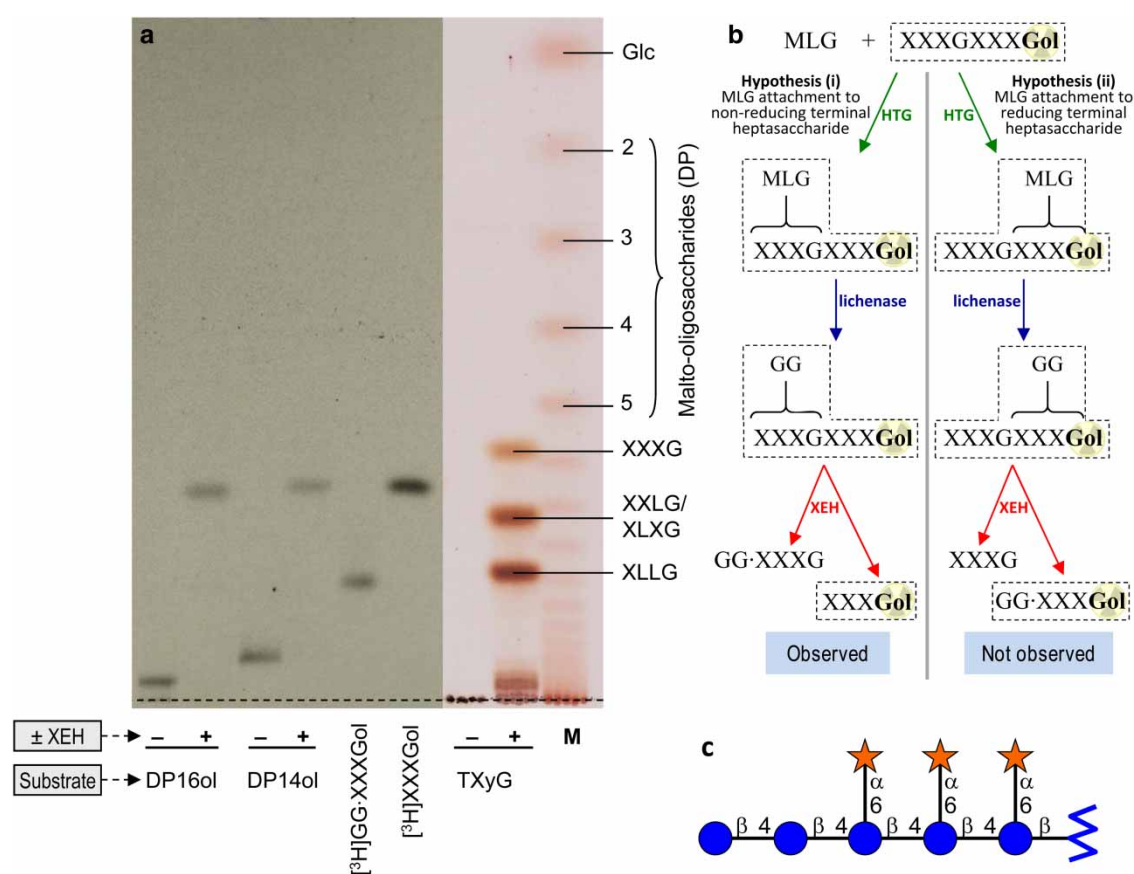 a
Glc
2
3
4
5
Malto-oligosaccharides (DP)
XXXG
XXLG/
XLXG
XLLG
± XEH
– + – + – + M
Substrate
DP16ol DP14ol [³H]GG·XXXGol [³H]XXXGol TXyG
b
MLG + XXXGXXXGol
Hypothesis (i)
MLG attachment to
non-reducing terminal
heptasaccharide
HTG
HTG
Hypothesis (ii)
MLG attachment to
reducing terminal
heptasaccharide
MLG
XXXGXXXGol
MLG
XXXGXXXGol
lichenase
lichenase
GG
XXXGXXXGol
GG
XXXGXXXGol
XEH
XEH
GG·XXXG
XXXGol
XXXG
GG·XXXGol
Observed
Not observed
c
α α α
6 6 6
β 4 β 4 β 4 β 4 β